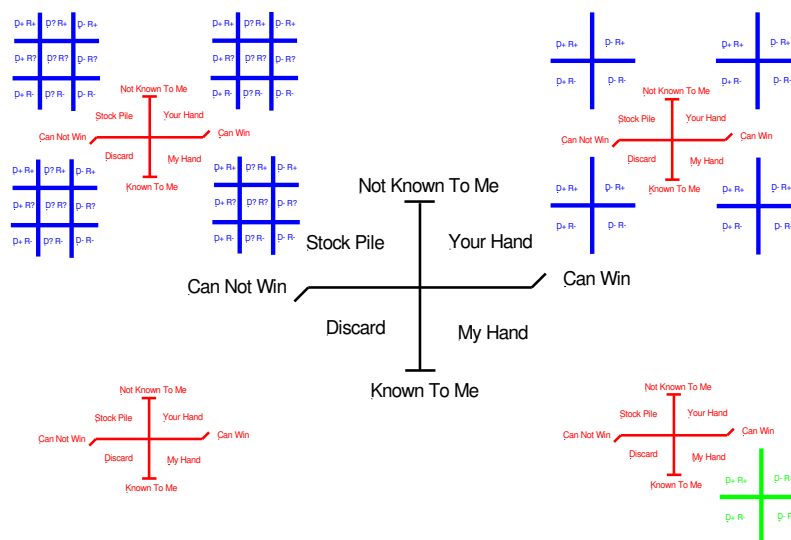 D+ R+ D? R+ D- R+
D+ R? D? R? D- R?
D+ R- D? R- D- R-
D+ R+ D? R+ D- R+
D+ R? D? R? D- R?
D+ R- D? R- D- R-
Not Known To Me
Stock Pile Your Hand
Can Not Win Can Win
Discard My Hand
Known To Me
D+ R+ D? R+ D- R+
D+ R? D? R? D- R?
D+ R- D? R- D- R-
D+ R+ D? R+ D- R+
D+ R? D? R? D- R?
D+ R- D? R- D- R-
D+ R+ D- R+
D+ R- D- R-
D+ R+ D- R+
D+ R- D- R-
Not Known To Me
Stock Pile Your Hand
Can Not Win Can Win
Discard My Hand
Known To Me
D+ R+ D- R+
D+ R- D- R-
D+ R+ D- R+
D+ R- D- R-
Not Known To Me
Stock Pile Your Hand
Can Not Win Can Win
Discard My Hand
Known To Me
Not Known To Me
Stock Pile Your Hand
Can Not Win Can Win
Discard My Hand
Known To Me
Not Known To Me
Stock Pile Your Hand
Can Not Win Can Win
Discard My Hand
Known To Me
D+ R+ D- R+
D+ R- D- R-